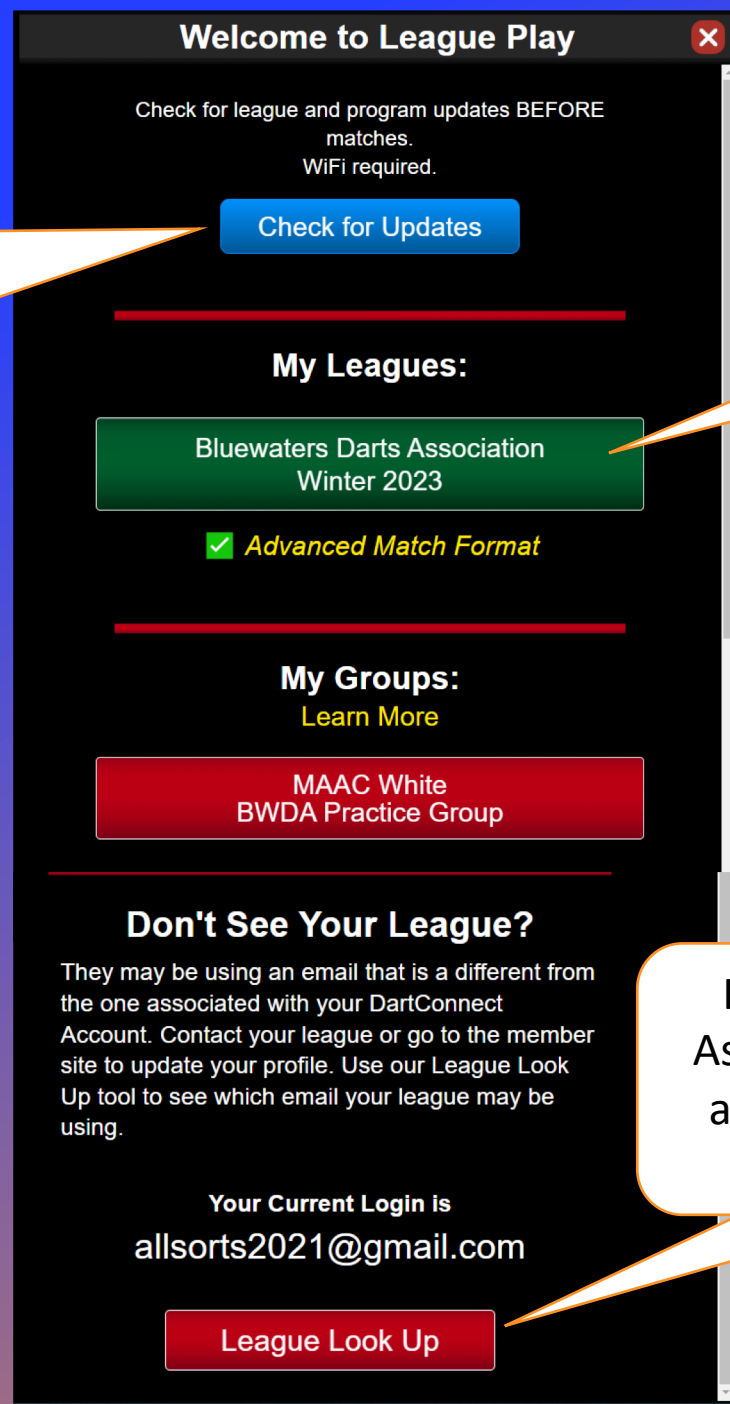 Welcome to League Play
Check for league and program updates BEFORE
matches.
WiFi required.
Check for Updates
My Leagues:
Bluewaters Darts Association
Winter 2023
Advanced Match Format
My Groups:
Learn More
MAAC White
BWDA Practice Group
Don't See Your League?
They may be using an email that is a different from
the one associated with your DartConnect
Account. Contact your league or go to the member
site to update your profile. Use our League Look
Up tool to see which email your league may be
using.
Your Current Login is
allsorts2021@gmail.com
League Look Up